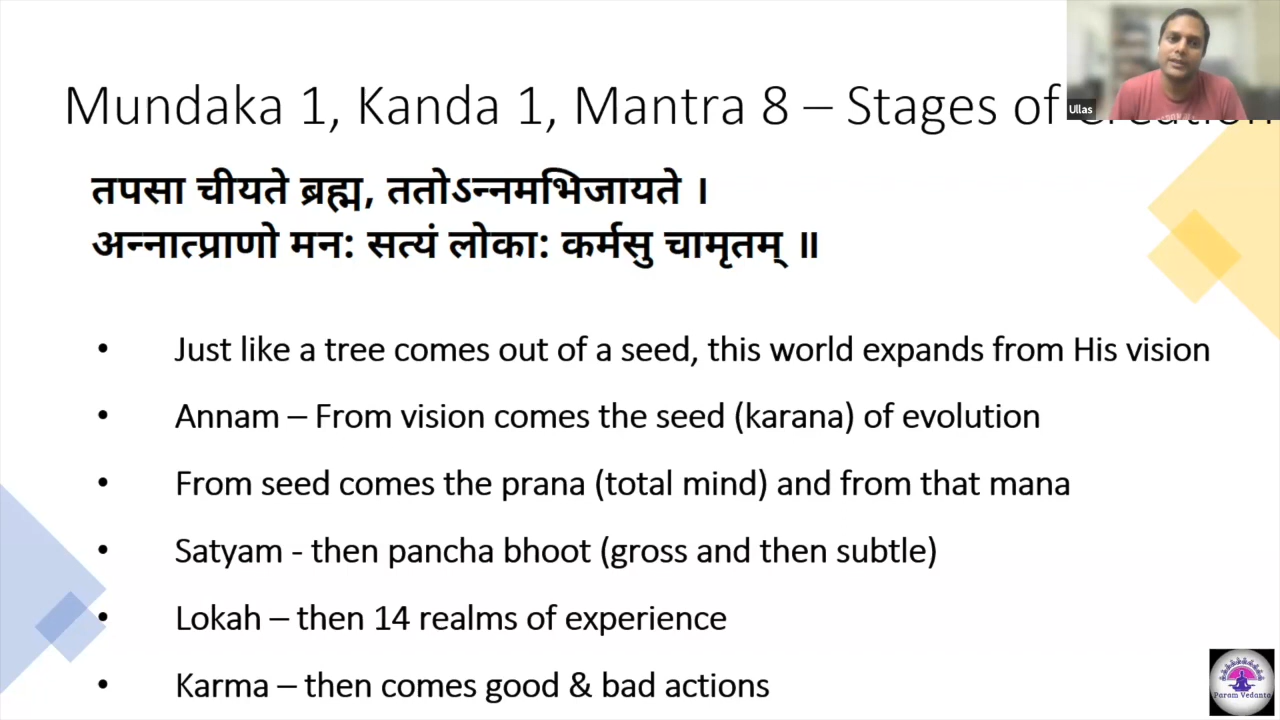 Mundaka 1, Kanda 1, Mantra 8 – Stages of
Ullas
तपसा चीयते ब्रह्म, ततोऽन्नमभिजायते ।
अन्नात्प्राणो मन: सत्यं लोका: कर्मसु चामृतम् ॥
• Just like a tree comes out of a seed, this world expands from His vision
• Annam – From vision comes the seed (karana) of evolution
• From seed comes the prana (total mind) and from that mana
• Satyam - then pancha bhoot (gross and then subtle)
• Lokah – then 14 realms of experience
• Karma – then comes good & bad actions
Param Vedanta